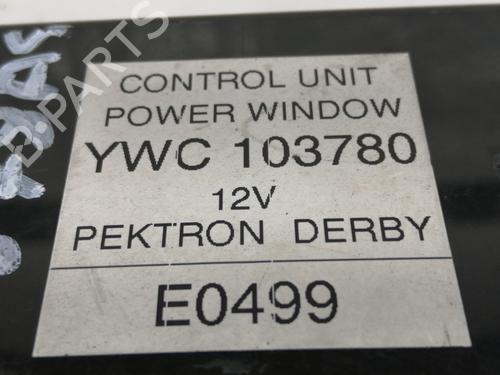 CONTROL UNIT
POWER WINDOW
YWC 103780
12V
PEKTRON DERBY
E0499